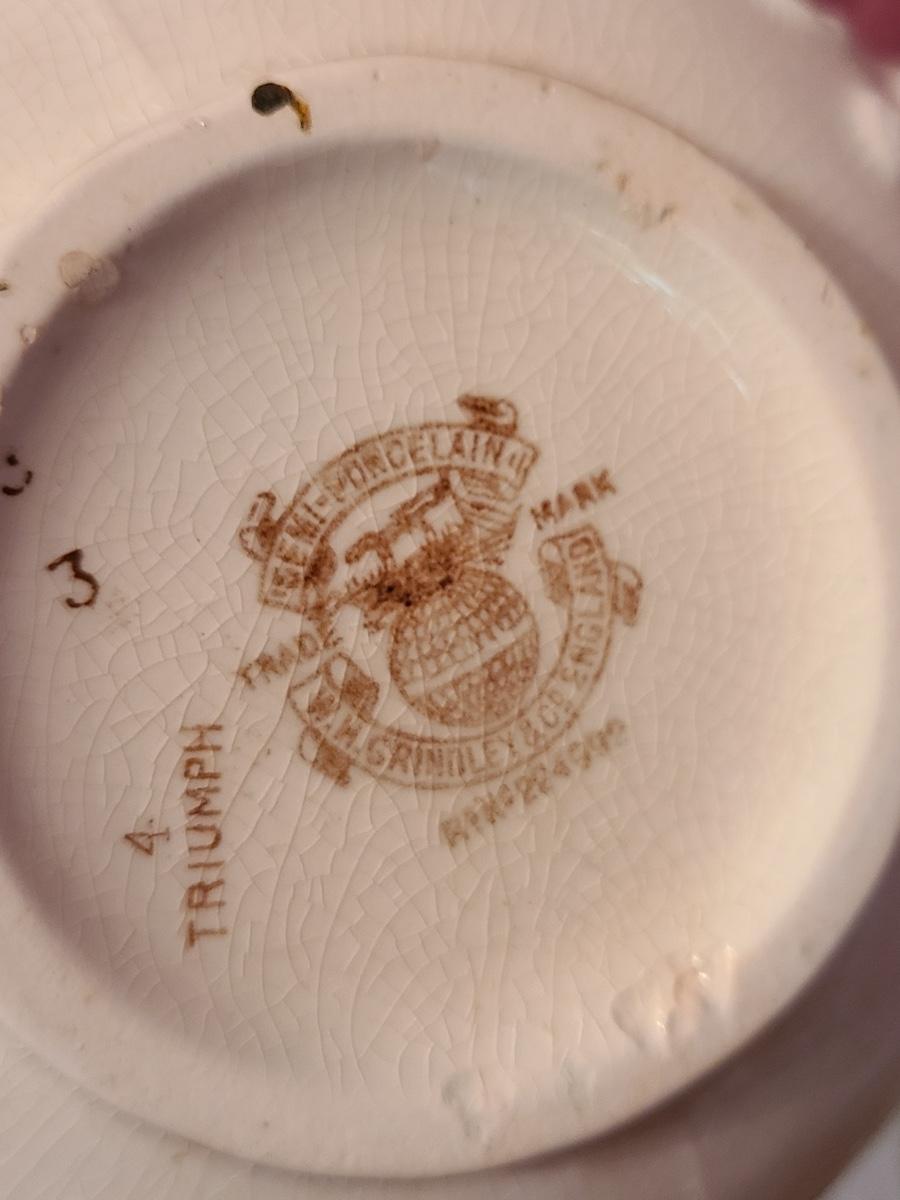 SEMI-PORCELAIN
TRADE MARK
W.H. GRINDLEY & Co ENGLAND
3
4.
TRIUMPH